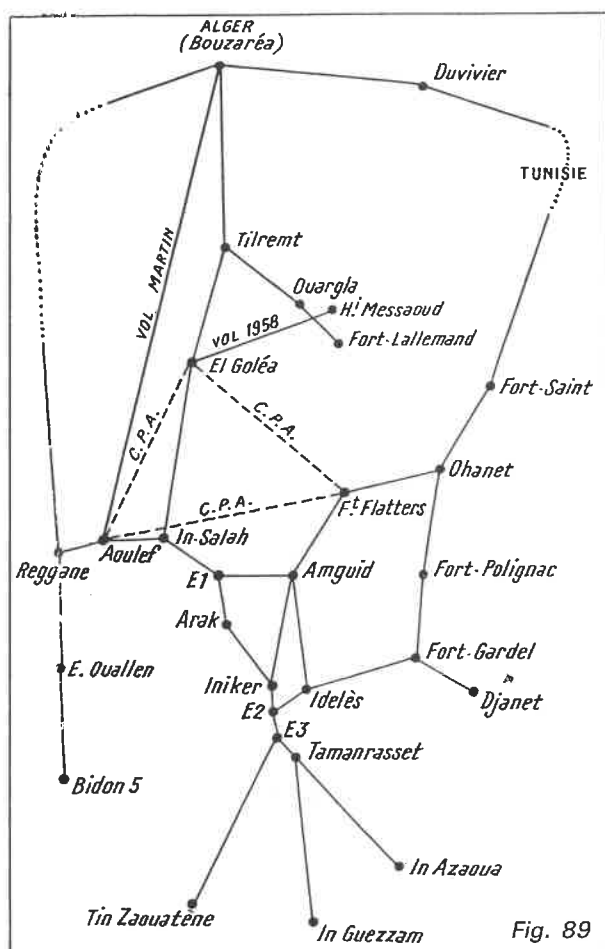 ALGER
(Bouzaréa)
Duvivier
TUNISIE
VOL MARTIN
Tilremt
Ouargla
Hi Messaoud
VOL 1958
Fort-Lallemand
El Goléa
Fort-Saint
C.P.A.
C.P.A.
Ohanet
C.P.A.
Ft Flatters
Aoulef
In-Salah
Reggane
E1
Amguid
Fort-Polignac
Arak
Fort-Gardel
E. Ouallen
Iniker
Idelès
Djanet
E2
E3
Tamanrasset
Bidon 5
In Azaoua
Tin Zaouatène
In Guezzam
Fig. 89